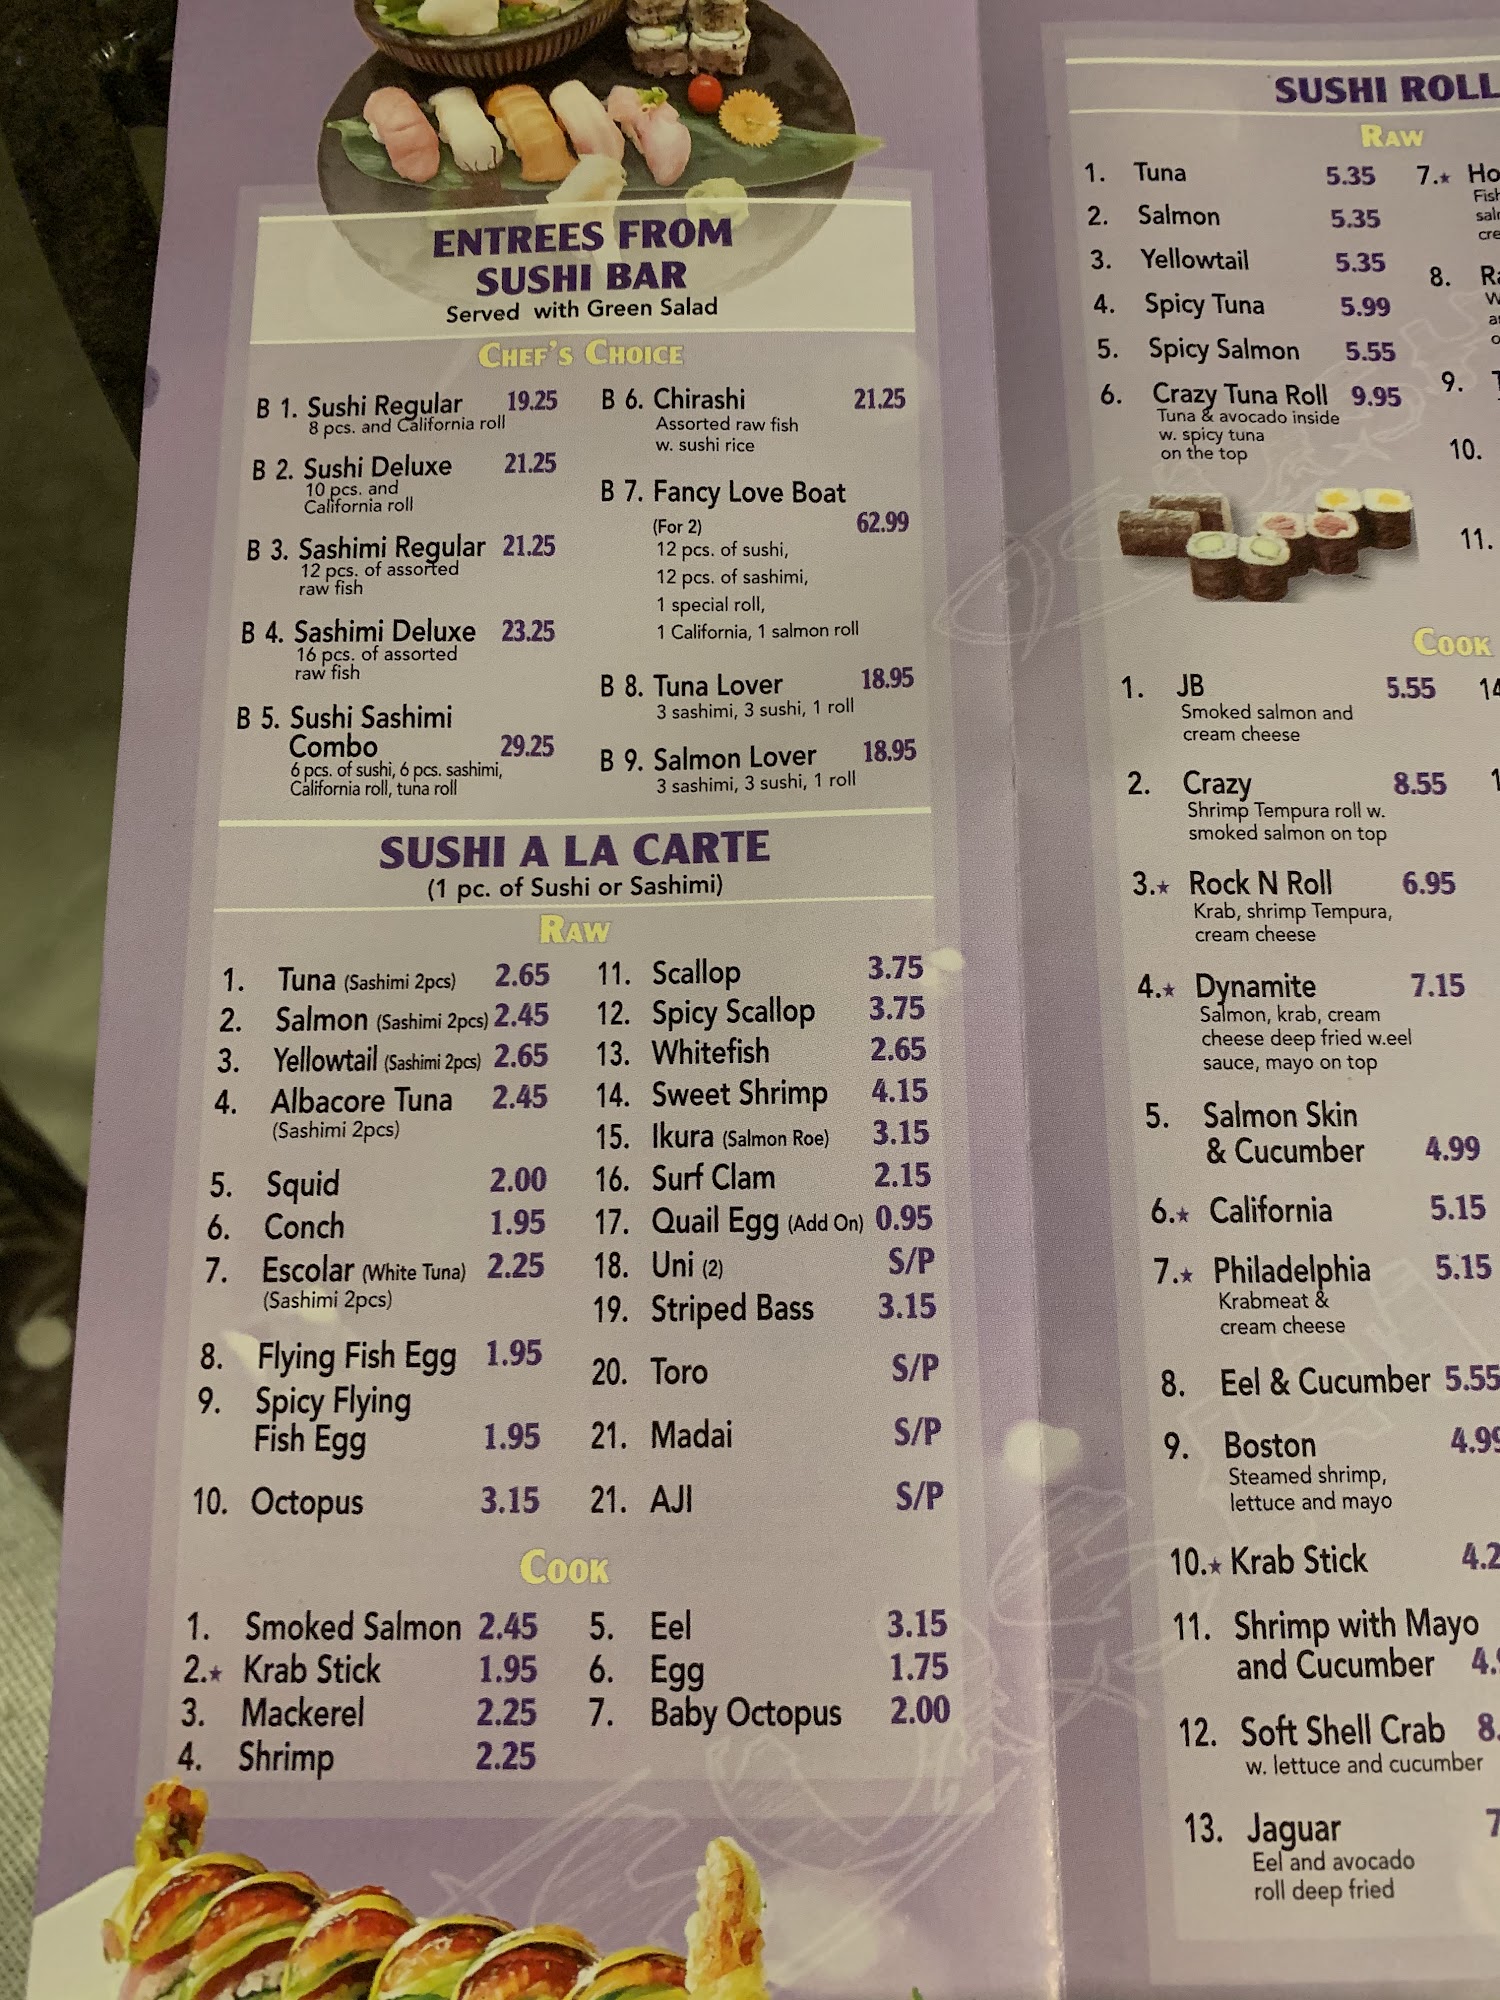 ENTREES FROM
SUSHI BAR
Served with Green Salad
CHEF'S CHOICE
B 1. Sushi Regular 19.25
8 pcs. and California roll
B 2. Sushi Deluxe 21.25
10 pcs. and
California roll
B 3. Sashimi Regular 21.25
12 pcs. of assorted
raw fish
B 4. Sashimi Deluxe 23.25
16 pcs. of assorted
raw fish
B 5. Sushi Sashimi
Combo 29.25
6 pcs. of sushi, 6 pcs. sashimi,
California roll, tuna roll
B 6. Chirashi 21.25
Assorted raw fish
w. sushi rice
B 7. Fancy Love Boat
(For 2) 62.99
12 pcs. of sushi,
12 pcs. of sashimi,
1 special roll,
1 California, 1 salmon roll
B 8. Tuna Lover 18.95
3 sashimi, 3 sushi, 1 roll
B 9. Salmon Lover 18.95
3 sashimi, 3 sushi, 1 roll
SUSHI A LA CARTE
(1 pc. of Sushi or Sashimi)
RAW
1. Tuna (Sashimi 2pcs) 2.65
2. Salmon (Sashimi 2pcs) 2.45
3. Yellowtail (Sashimi 2pcs) 2.65
4. Albacore Tuna 2.45
(Sashimi 2pcs)
5. Squid 2.00
6. Conch 1.95
7. Escolar (White Tuna) 2.25
(Sashimi 2pcs)
8. Flying Fish Egg 1.95
9. Spicy Flying
Fish Egg 1.95
10. Octopus 3.15
11. Scallop 3.75
12. Spicy Scallop 3.75
13. Whitefish 2.65
14. Sweet Shrimp 4.15
15. Ikura (Salmon Roe) 3.15
16. Surf Clam 2.15
17. Quail Egg (Add On) 0.95
18. Uni (2) S/P
19. Striped Bass 3.15
20. Toro S/P
21. Madai S/P
21. AJI S/P
COOK
1. Smoked Salmon 2.45
2.★ Krab Stick 1.95
3. Mackerel 2.25
4. Shrimp 2.25
5. Eel 3.15
6. Egg 1.75
7. Baby Octopus 2.00
SUSHI ROLL
RAW
1. Tuna 5.35
2. Salmon 5.35
3. Yellowtail 5.35
4. Spicy Tuna 5.99
5. Spicy Salmon 5.55
6. Crazy Tuna Roll 9.95
Tuna & avocado inside
w. spicy tuna
on the top
7.★
8.
9.
10.
11.
COOK
1. JB 5.55
Smoked salmon and
cream cheese
2. Crazy 8.55
Shrimp Tempura roll w.
smoked salmon on top
3.★ Rock N Roll 6.95
Krab, shrimp Tempura,
cream cheese
4.★ Dynamite 7.15
Salmon, krab, cream
cheese deep fried w.eel
sauce, mayo on top
5. Salmon Skin
& Cucumber 4.99
6.★ California 5.15
7.★ Philadelphia 5.15
Krabmeat &
cream cheese
8. Eel & Cucumber 5.55
9. Boston 4.99
Steamed shrimp,
lettuce and mayo
10.★ Krab Stick
11. Shrimp with Mayo
and Cucumber
12. Soft Shell Crab
w. lettuce and cucumber
13. Jaguar
Eel and avocado
roll deep fried